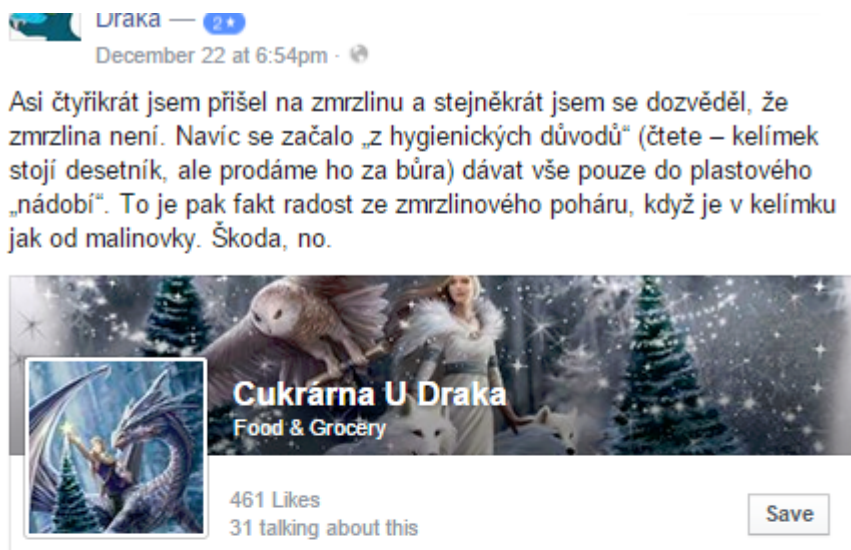 Draka — 2★
December 22 at 6:54pm ·
Asi čtyřikrát jsem přišel na zmrzlinu a stejněkrát jsem se dozvěděl, že
zmrzlina není. Navíc se začalo „z hygienických důvodů“ (čtete – kelímek
stojí desetník, ale prodáme ho za bůra) dávat vše pouze do plastového
„nádobí“. To je pak fakt radost ze zmrzlinového poháru, když je v kelímku
jak od malinovky. Škoda, no.
Cukrárna U Draka
Food & Grocery
461 Likes
31 talking about this
Save